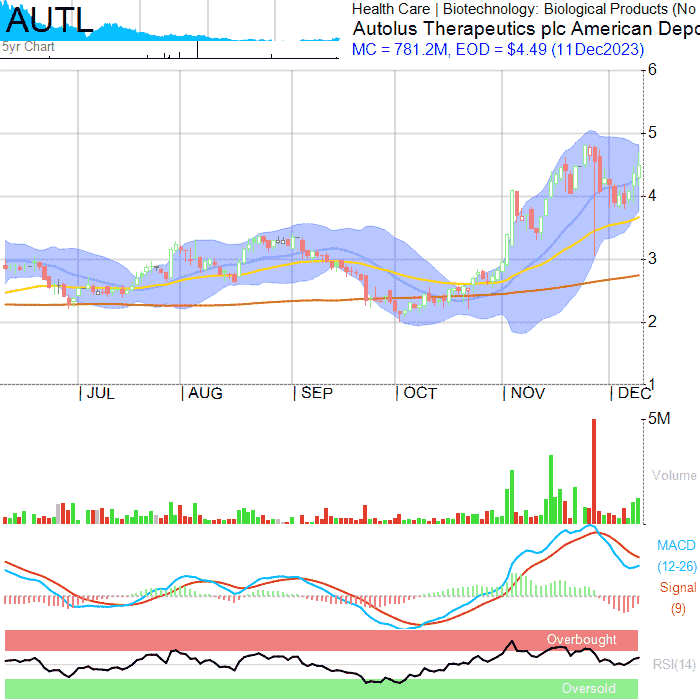 AUTL
5yr Chart
Health Care | Biotechnology: Biological Products (No
Autolus Therapeutics plc American Depo
MC = 781.2M, EOD = $4.49 (11Dec2023)
6
5
4
3
2
1
JUL
AUG
SEP
OCT
NOV
DEC
5M
Volume
MACD
(12-26)
Signal
(9)
Overbought
RSI(14)
Oversold